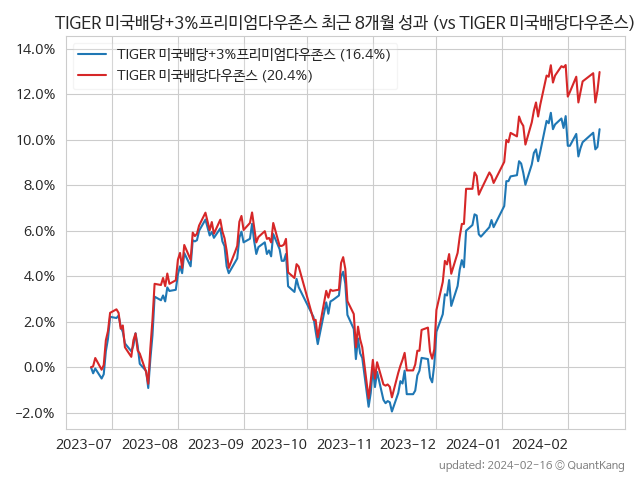 TIGER 미국배당+3%프리미엄다우존스 최근 8개월 성과 (vs TIGER 미국배당다우존스)
TIGER 미국배당+3%프리미엄다우존스 (16.4%)
TIGER 미국배당다우존스 (20.4%)
14.0%
12.0%
10.0%
8.0%
6.0%
4.0%
2.0%
0.0%
−2.0%
2023-07 2023-08 2023-09 2023-10 2023-11 2023-12 2024-01 2024-02
updated: 2024-02-16 © QuantKang